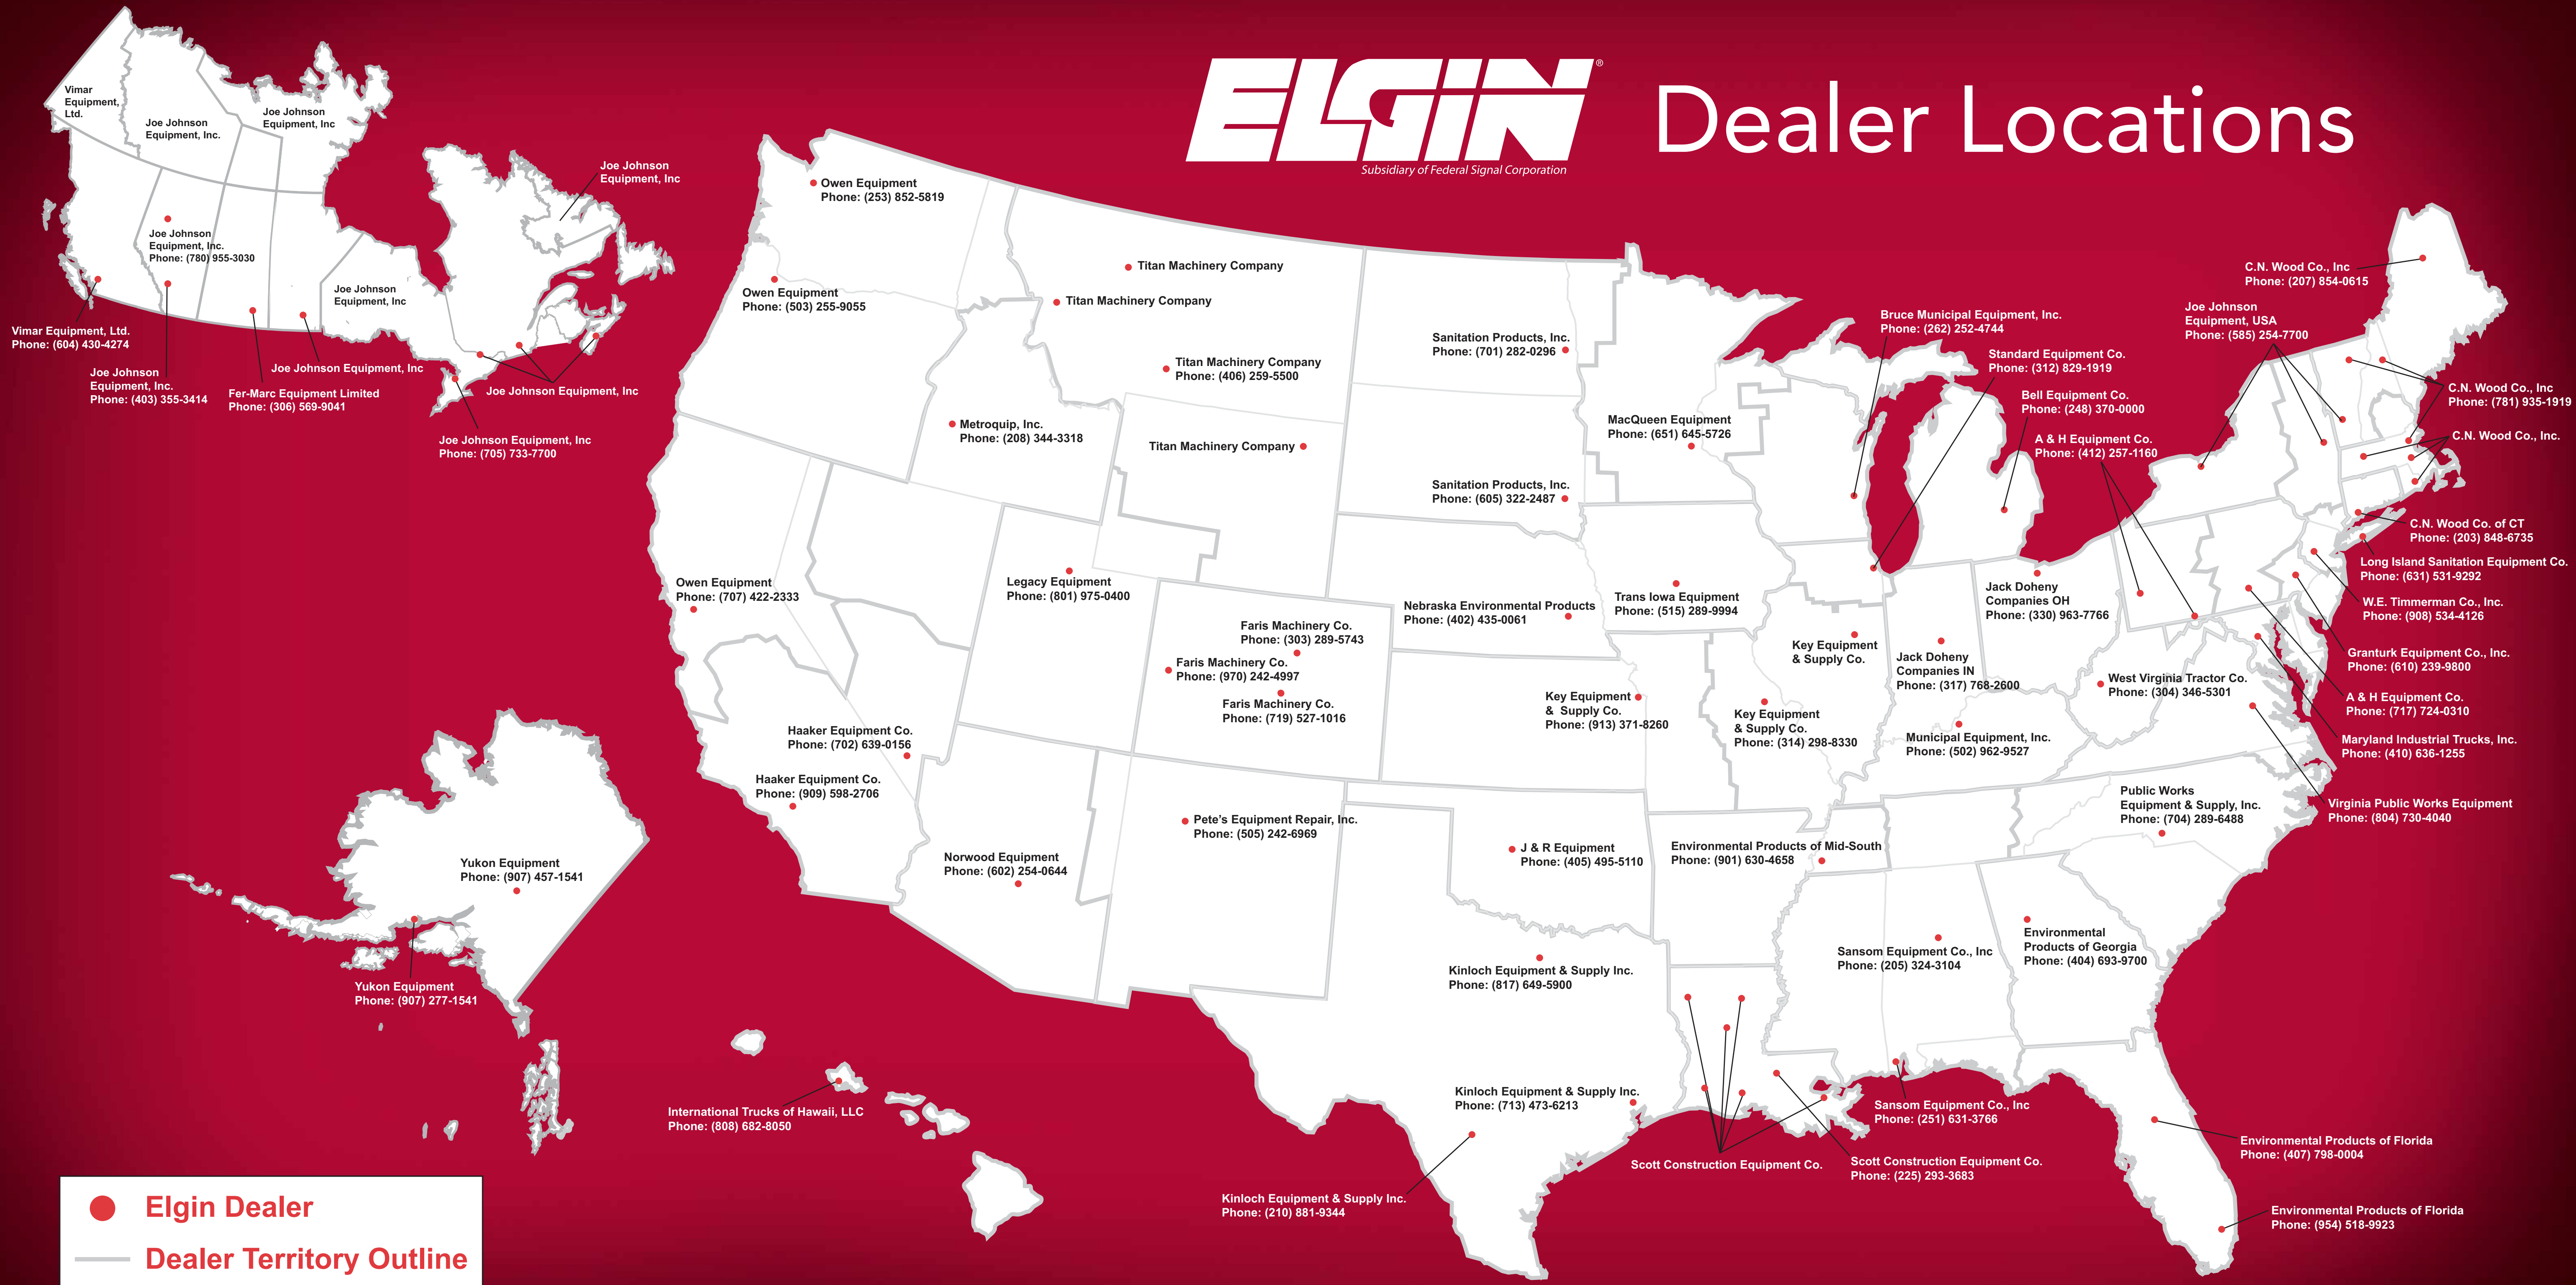 ELGIN®
Subsidiary of Federal Signal Corporation
Dealer Locations
Vimar
Equipment,
Ltd.
Joe Johnson
Equipment, Inc.
Joe Johnson
Equipment, Inc
Joe Johnson
Equipment, Inc
Joe Johnson
Equipment, Inc.
Phone: (780) 955-3030
Joe Johnson
Equipment, Inc
Vimar Equipment, Ltd.
Phone: (604) 430-4274
Joe Johnson
Equipment, Inc.
Phone: (403) 355-3414
Fer-Marc Equipment Limited
Phone: (306) 569-9041
Joe Johnson Equipment, Inc
Joe Johnson Equipment, Inc
Joe Johnson Equipment, Inc
Phone: (705) 733-7700
Owen Equipment
Phone: (253) 852-5819
Owen Equipment
Phone: (503) 255-9055
Titan Machinery Company
Titan Machinery Company
Titan Machinery Company
Phone: (406) 259-5500
Titan Machinery Company
Metroquip, Inc.
Phone: (208) 344-3318
Sanitation Products, Inc.
Phone: (701) 282-0296
Sanitation Products, Inc.
Phone: (605) 322-2487
MacQueen Equipment
Phone: (651) 645-5726
Bruce Municipal Equipment, Inc.
Phone: (262) 252-4744
Standard Equipment Co.
Phone: (312) 829-1919
Bell Equipment Co.
Phone: (248) 370-0000
A & H Equipment Co.
Phone: (412) 257-1160
C.N. Wood Co., Inc
Phone: (207) 854-0615
Joe Johnson
Equipment, USA
Phone: (585) 254-7700
C.N. Wood Co., Inc
Phone: (781) 935-1919
C.N. Wood Co., Inc.
C.N. Wood Co. of CT
Phone: (203) 848-6735
Long Island Sanitation Equipment Co.
Phone: (631) 531-9292
W.E. Timmerman Co., Inc.
Phone: (908) 534-4126
Granturk Equipment Co., Inc.
Phone: (610) 239-9800
A & H Equipment Co.
Phone: (717) 724-0310
Maryland Industrial Trucks, Inc.
Phone: (410) 636-1255
Virginia Public Works Equipment
Phone: (804) 730-4040
Owen Equipment
Phone: (707) 422-2333
Legacy Equipment
Phone: (801) 975-0400
Faris Machinery Co.
Phone: (303) 289-5743
Faris Machinery Co.
Phone: (970) 242-4997
Faris Machinery Co.
Phone: (719) 527-1016
Nebraska Environmental Products
Phone: (402) 435-0061
Trans Iowa Equipment
Phone: (515) 289-9994
Key Equipment
& Supply Co.
Jack Doheny
Companies IN
Phone: (317) 768-2600
Jack Doheny
Companies OH
Phone: (330) 963-7766
West Virginia Tractor Co.
Phone: (304) 346-5301
Key Equipment
& Supply Co.
Phone: (913) 371-8260
Key Equipment
& Supply Co.
Phone: (314) 298-8330
Municipal Equipment, Inc.
Phone: (502) 962-9527
Haaker Equipment Co.
Phone: (702) 639-0156
Haaker Equipment Co.
Phone: (909) 598-2706
Norwood Equipment
Phone: (602) 254-0644
Pete's Equipment Repair, Inc.
Phone: (505) 242-6969
J & R Equipment
Phone: (405) 495-5110
Environmental Products of Mid-South
Phone: (901) 630-4658
Public Works
Equipment & Supply, Inc.
Phone: (704) 289-6488
Sansom Equipment Co., Inc
Phone: (205) 324-3104
Environmental
Products of Georgia
Phone: (404) 693-9700
Kinloch Equipment & Supply Inc.
Phone: (817) 649-5900
Kinloch Equipment & Supply Inc.
Phone: (713) 473-6213
Kinloch Equipment & Supply Inc.
Phone: (210) 881-9344
Scott Construction Equipment Co.
Scott Construction Equipment Co.
Phone: (225) 293-3683
Sansom Equipment Co., Inc
Phone: (251) 631-3766
Environmental Products of Florida
Phone: (407) 798-0004
Environmental Products of Florida
Phone: (954) 518-9923
Yukon Equipment
Phone: (907) 457-1541
Yukon Equipment
Phone: (907) 277-1541
International Trucks of Hawaii, LLC
Phone: (808) 682-8050
Elgin Dealer
Dealer Territory Outline